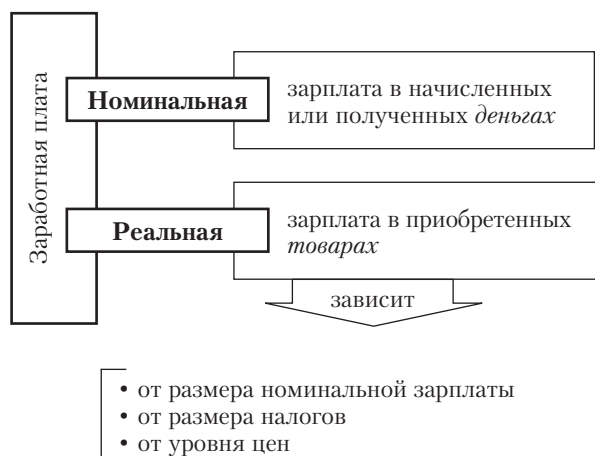 Заработная плата
Номинальная
зарплата в начисленных
или полученных деньгах
Реальная
зарплата в приобретенных
товарах
зависит
• от размера номинальной зарплаты
• от размера налогов
• от уровня цен